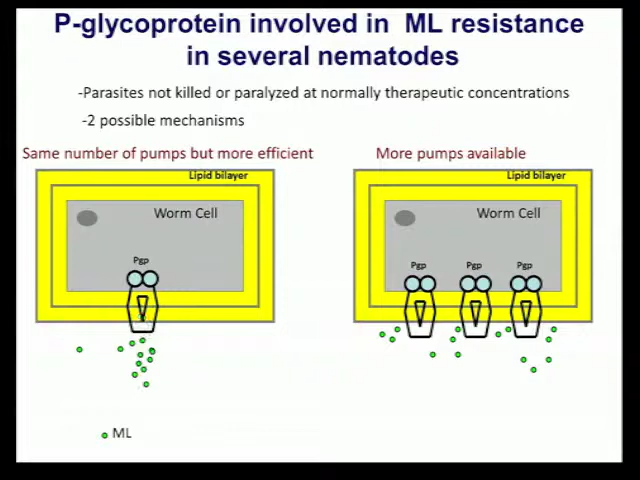 P-glycoprotein involved in ML resistance
in several nematodes
-Parasites not killed or paralyzed at normally therapeutic concentrations
-2 possible mechanisms
Same number of pumps but more efficient
More pumps available
Lipid bilayer
Worm Cell
Pgp
Lipid bilayer
Worm Cell
Pgp
Pgp
Pgp
ML